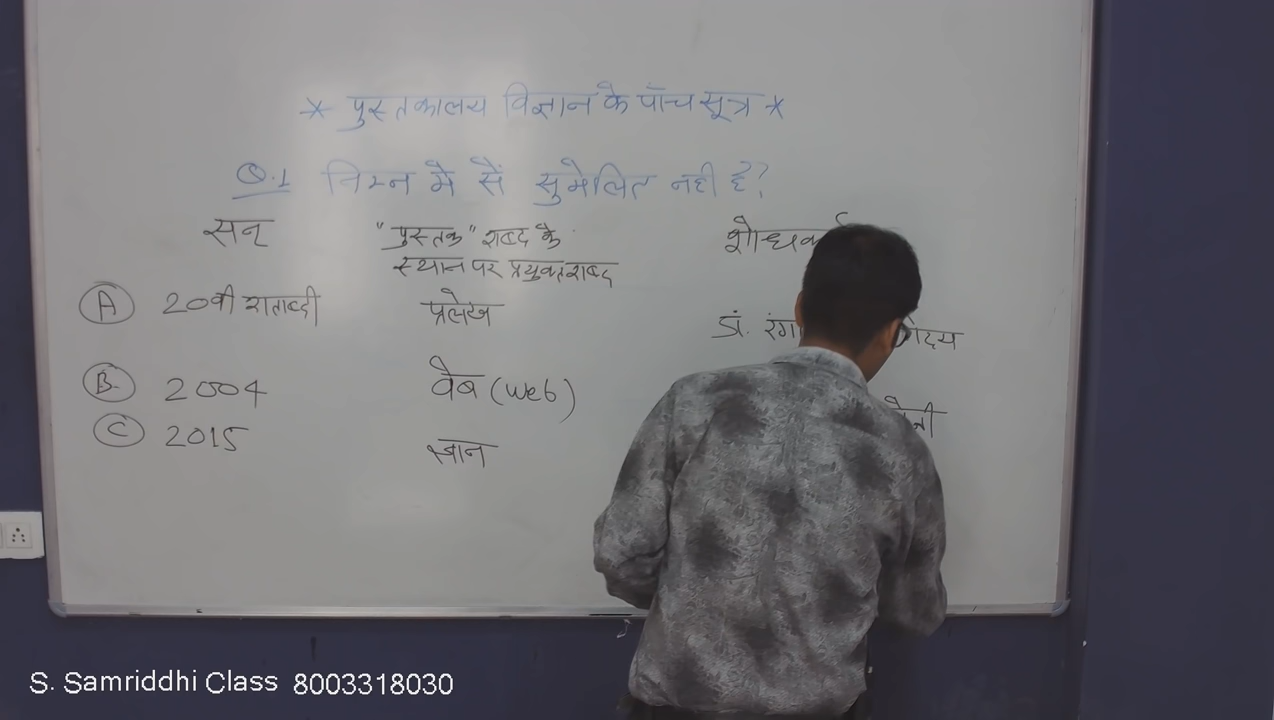 * पुस्तकालय विज्ञान के पाँच सूत्र *
Q.1 निम्न मे सें सुमेलित नही है?
सन् "पुस्तक" शब्द के
स्थान पर प्रयुक्त शब्द
A 20वी शताब्दी प्रलेख डॉ.
B 2004 वेब (web)
C 2015
S. Samriddhi Class 8003318030